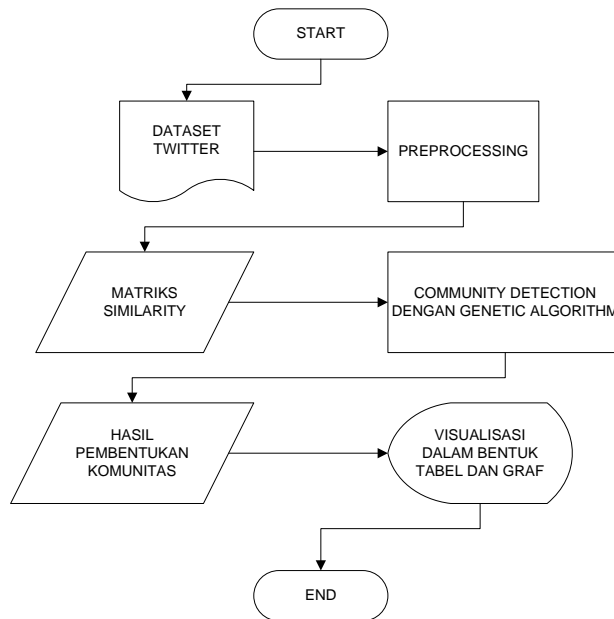 START
DATASET
TWITTER
PREPROCESSING
MATRIKS
SIMILARITY
COMMUNITY DETECTION
DENGAN GENETIC ALGORITHM
HASIL
PEMBENTUKAN
KOMUNITAS
VISUALISASI
DALAM BENTUK
TABEL DAN GRAF
END